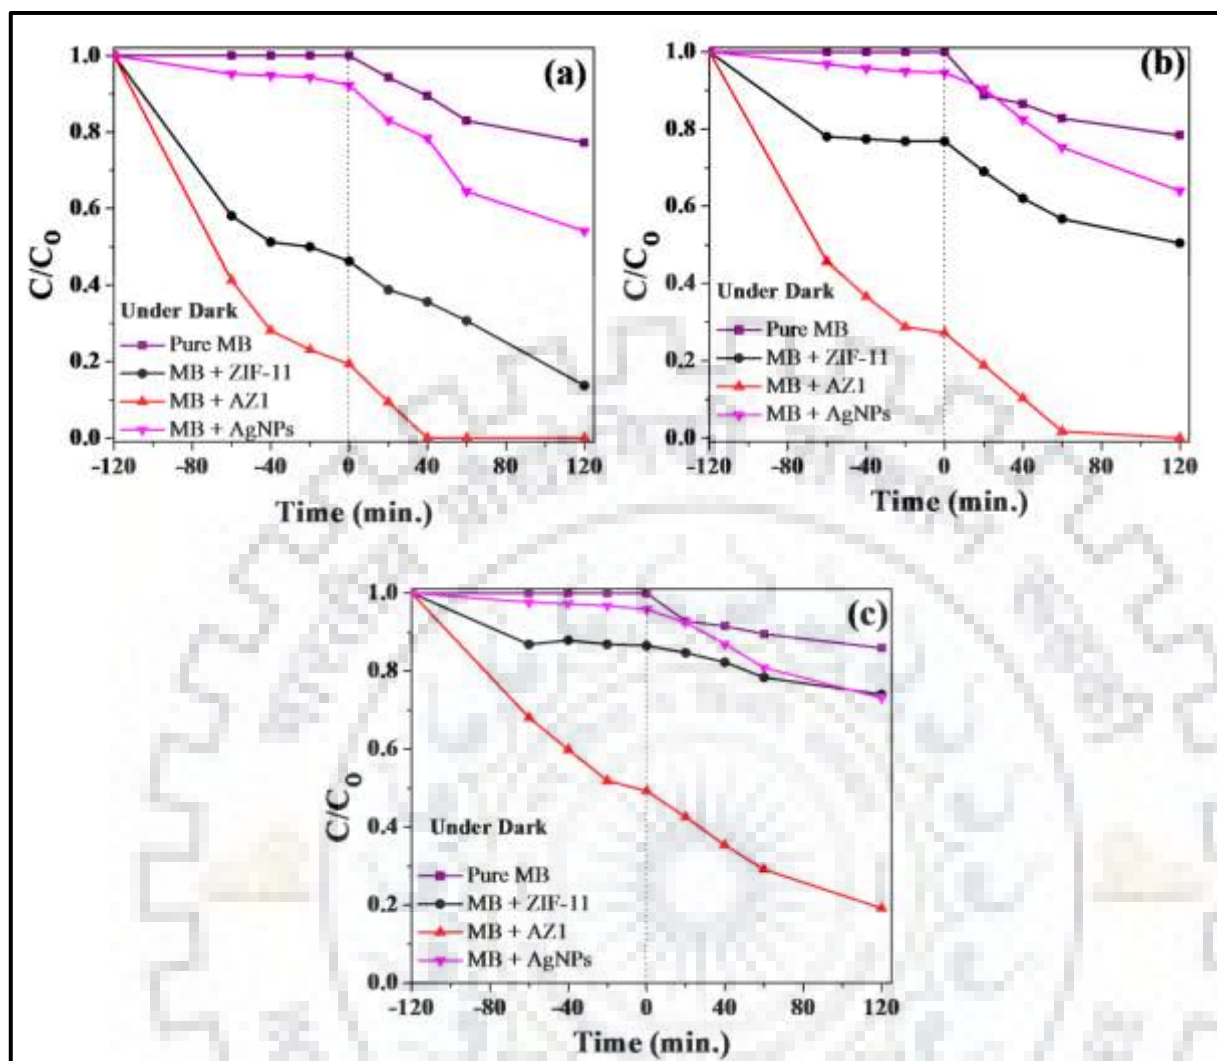 (a)
1.0
0.8
0.6
0.4
0.2
0.0
C/C0
Under Dark
Pure MB
MB + ZIF-11
MB + AZ1
MB + AgNPs
-120 -80 -40 0 40 80 120
Time (min.)
(b)
1.0
0.8
0.6
0.4
0.2
0.0
C/C0
Under Dark
Pure MB
MB + ZIF-11
MB + AZ1
MB + AgNPs
-120 -80 -40 0 40 80 120
Time (min.)
(c)
1.0
0.8
0.6
0.4
0.2
0.0
C/C0
Under Dark
Pure MB
MB + ZIF-11
MB + AZ1
MB + AgNPs
-120 -80 -40 0 40 80 120
Time (min.)